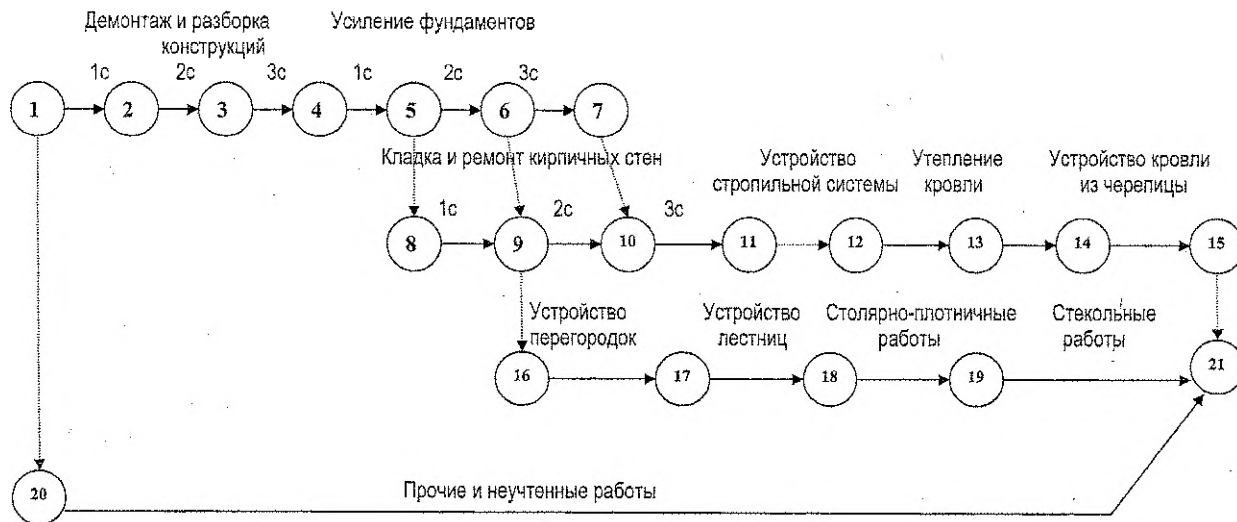 Демонтаж и разборка
конструкций
Усиление фундаментов
1с 2с 3с 1с 2с 3с
1 2 3 4 5 6 7
Кладка и ремонт кирпичных стен
Устройство
стропильной системы
Утепление
кровли
Устройство кровли
из черепицы
1с 2с 3с
8 9 10 11 12 13 14 15
Устройство
перегородок
Устройство
лестниц
Столярно-плотничные
работы
Стекольные
работы
16 17 18 19 21
Прочие и неучтенные работы
20